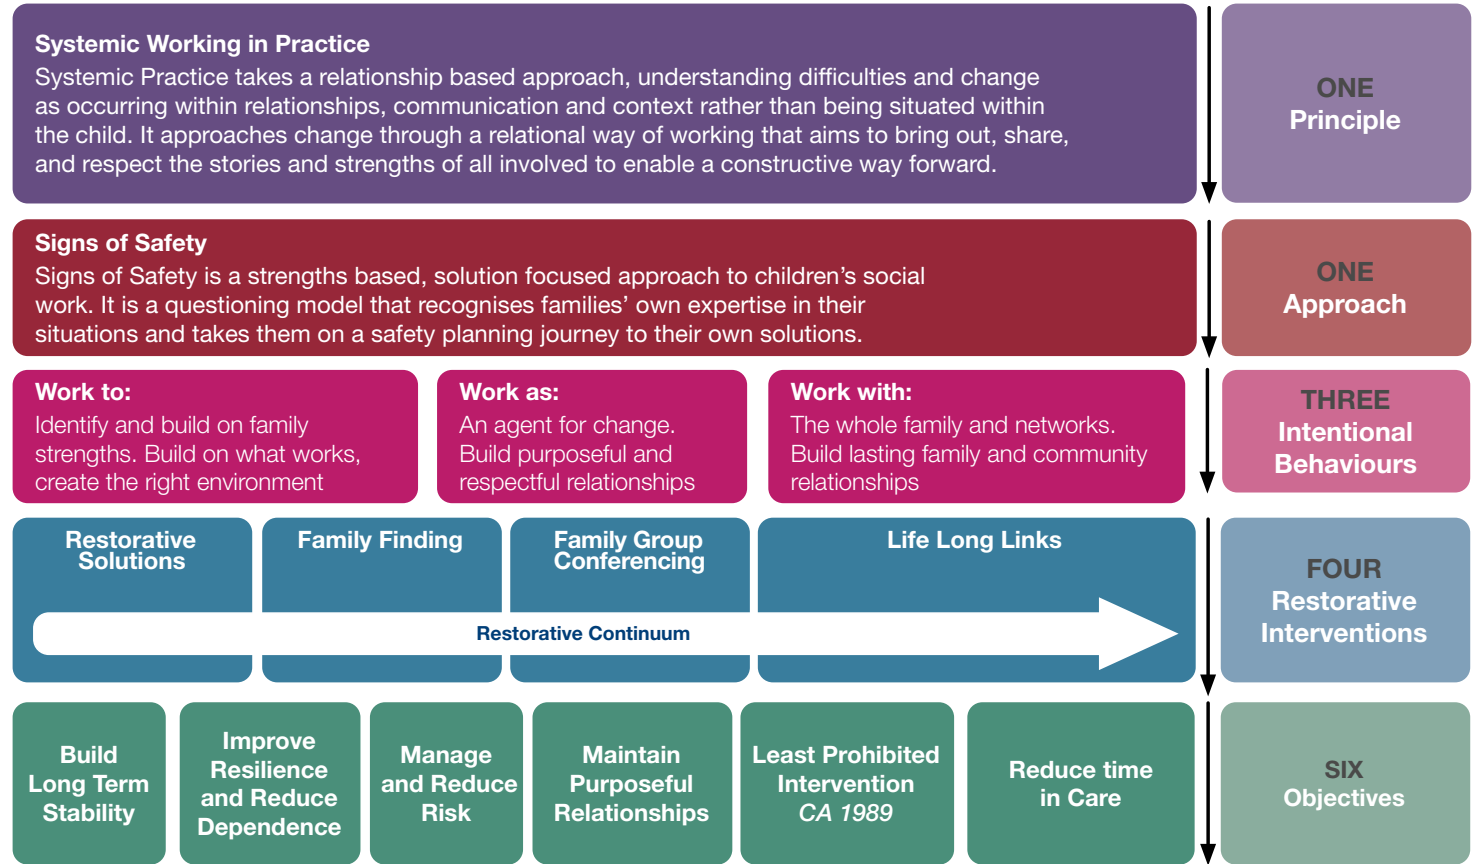 Systemic Working in Practice
Systemic Practice takes a relationship based approach, understanding difficulties and change
as occurring within relationships, communication and context rather than being situated within
the child. It approaches change through a relational way of working that aims to bring out, share,
and respect the stories and strengths of all involved to enable a constructive way forward.
ONE
Principle
Signs of Safety
Signs of Safety is a strengths based, solution focused approach to children’s social
work. It is a questioning model that recognises families’ own expertise in their
situations and takes them on a safety planning journey to their own solutions.
ONE
Approach
Work to:
Identify and build on family
strengths. Build on what works,
create the right environment
Work as:
An agent for change.
Build purposeful and
respectful relationships
Work with:
The whole family and networks.
Build lasting family and community
relationships
THREE
Intentional
Behaviours
Restorative
Solutions
Family Finding
Family Group
Conferencing
Life Long Links
Restorative Continuum
FOUR
Restorative
Interventions
Build
Long Term
Stability
Improve
Resilience
and Reduce
Dependence
Manage
and Reduce
Risk
Maintain
Purposeful
Relationships
Least Prohibited
Intervention
CA 1989
Reduce time
in Care
SIX
Objectives